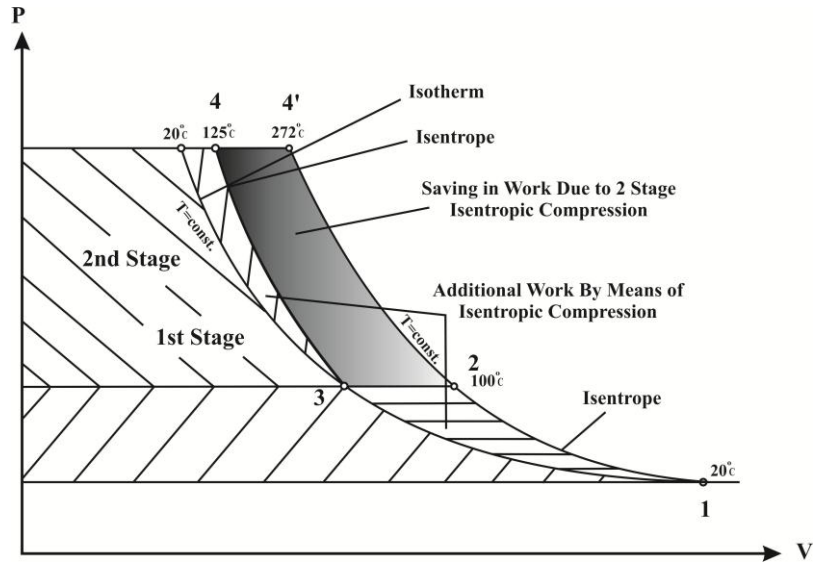 P
4
4'
20°C
125°C
272°C
Isotherm
Isentrope
Saving in Work Due to 2 Stage
Isentropic Compression
T=const.
2nd Stage
1st Stage
Additional Work By Means of
Isentropic Compression
T=const.
2
100°C
3
Isentrope
20°C
1
V